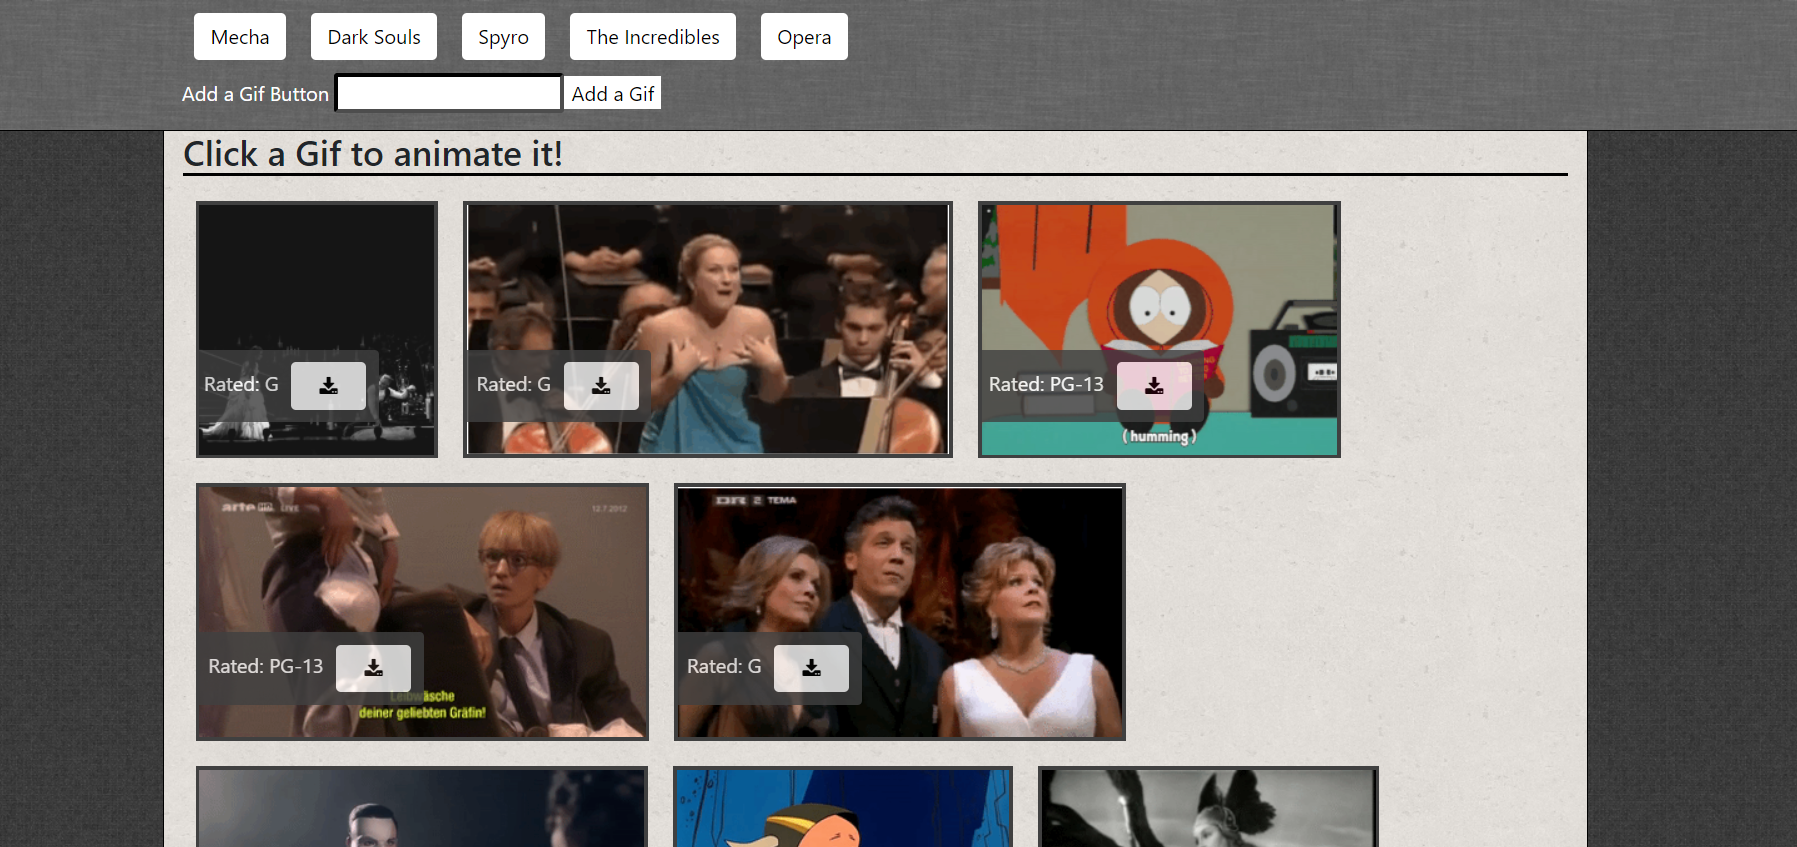 Mecha Dark Souls Spyro The Incredibles Opera
Add a Gif Button Add a Gif
Click a Gif to animate it!
Rated: G
Rated: G
Rated: PG-13
( humming )
arte HD LIVE
12.7.2012
Rated: PG-13
Leibwäsche
deiner geliebten Gräfin!
DR 2 TEMA
Rated: G